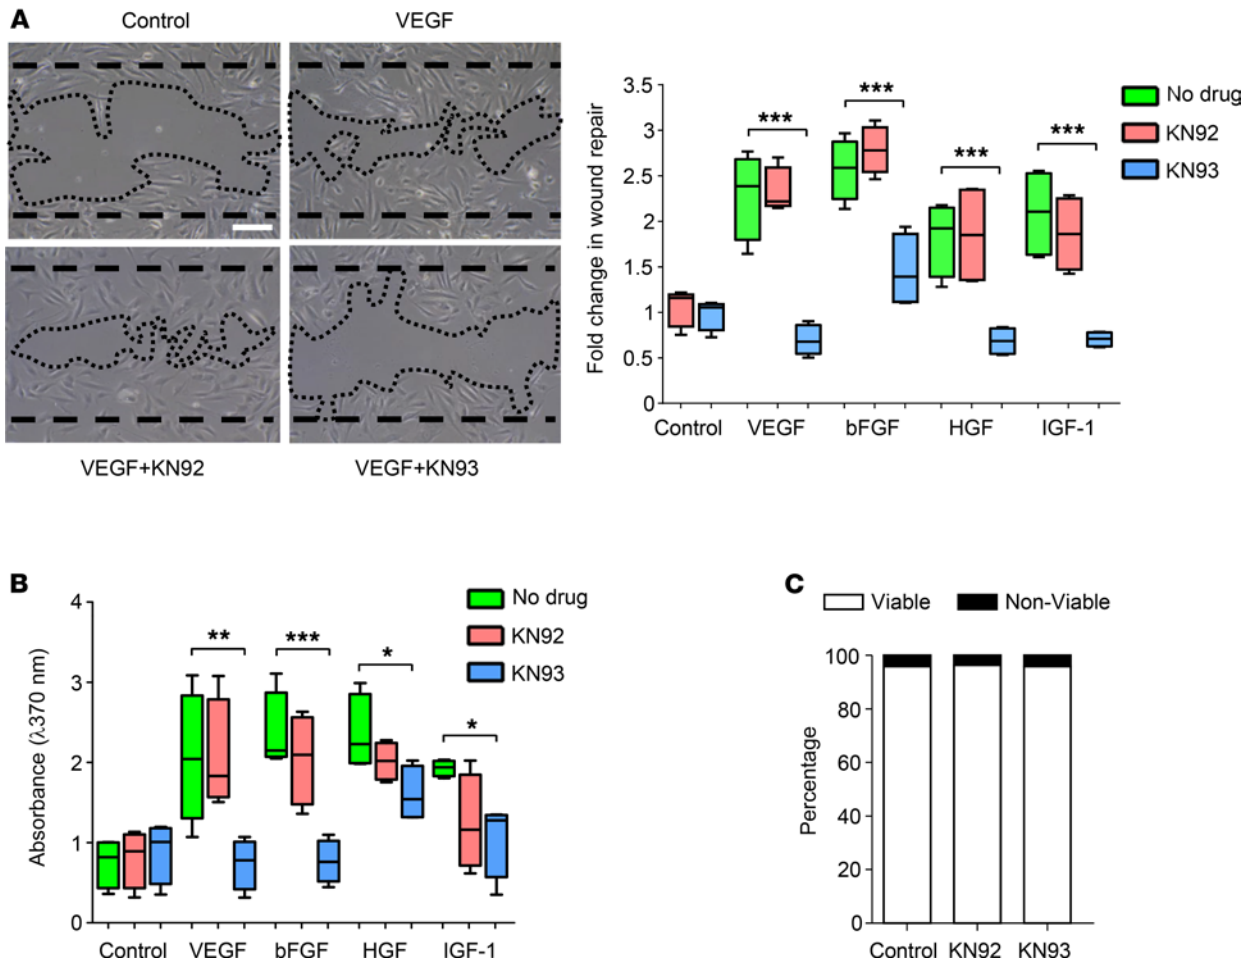 A
Control
VEGF
VEGF+KN92
VEGF+KN93
Fold change in wound repair
3.5
3
2.5
2
1.5
1
0.5
0
***
***
***
***
No drug
KN92
KN93
Control
VEGF
bFGF
HGF
IGF-1
B
Absorbance (λ370 nm)
4
3
2
1
0
**
***
*
*
No drug
KN92
KN93
Control
VEGF
bFGF
HGF
IGF-1
C
Viable
Non-Viable
Percentage
100
80
60
40
20
0
Control
KN92
KN93